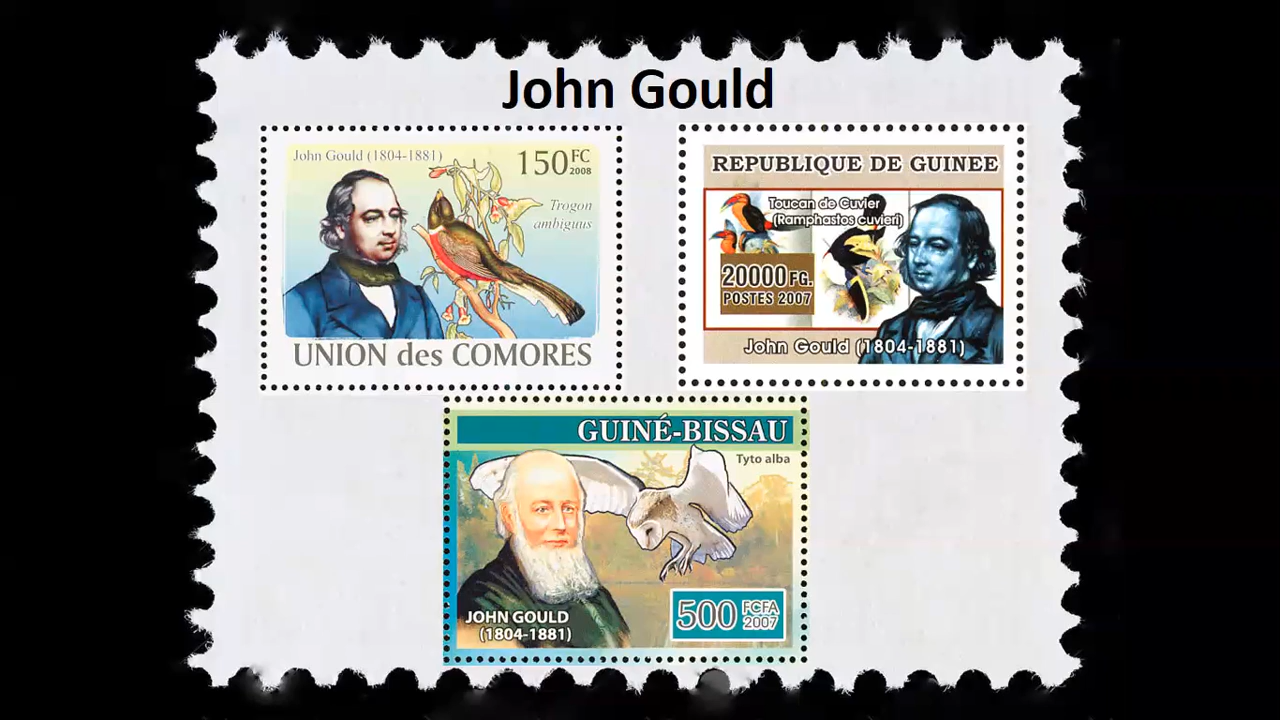 John Gould
John Gould (1804-1881)
150FC
2008
Trogon
ambiguus
UNION des COMORES
REPUBLIQUE DE GUINEE
Toucan de Cuvier
(Ramphastos cuvieri)
20000FG.
POSTES 2007
John Gould (1804-1881)
GUINÉ-BISSAU
Tyto alba
JOHN GOULD
(1804-1881)
500 FCFA
2007